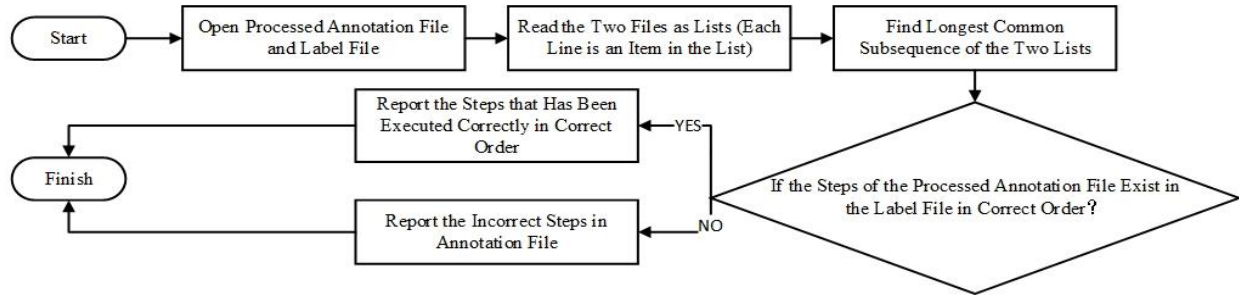 Start
Open Processed Annotation File
and Label File
Read the Two Files as Lists (Each
Line is an Item in the List)
Find Longest Common
Subsequence of the Two Lists
If the Steps of the Processed Annotation File Exist in
the Label File in Correct Order?
YES
Report the Steps that Has Been
Executed Correctly in Correct
Order
NO
Report the Incorrect Steps in
Annotation File
Finish